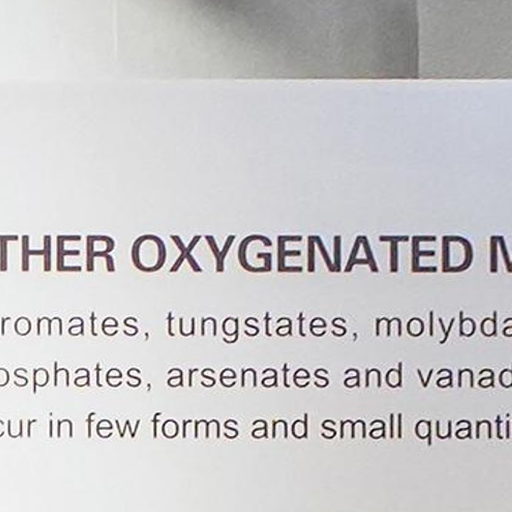 THER OXYGENATED M
romates, tungstates, molybda
osphates, arsenates and vanad
cur in few forms and small quanti